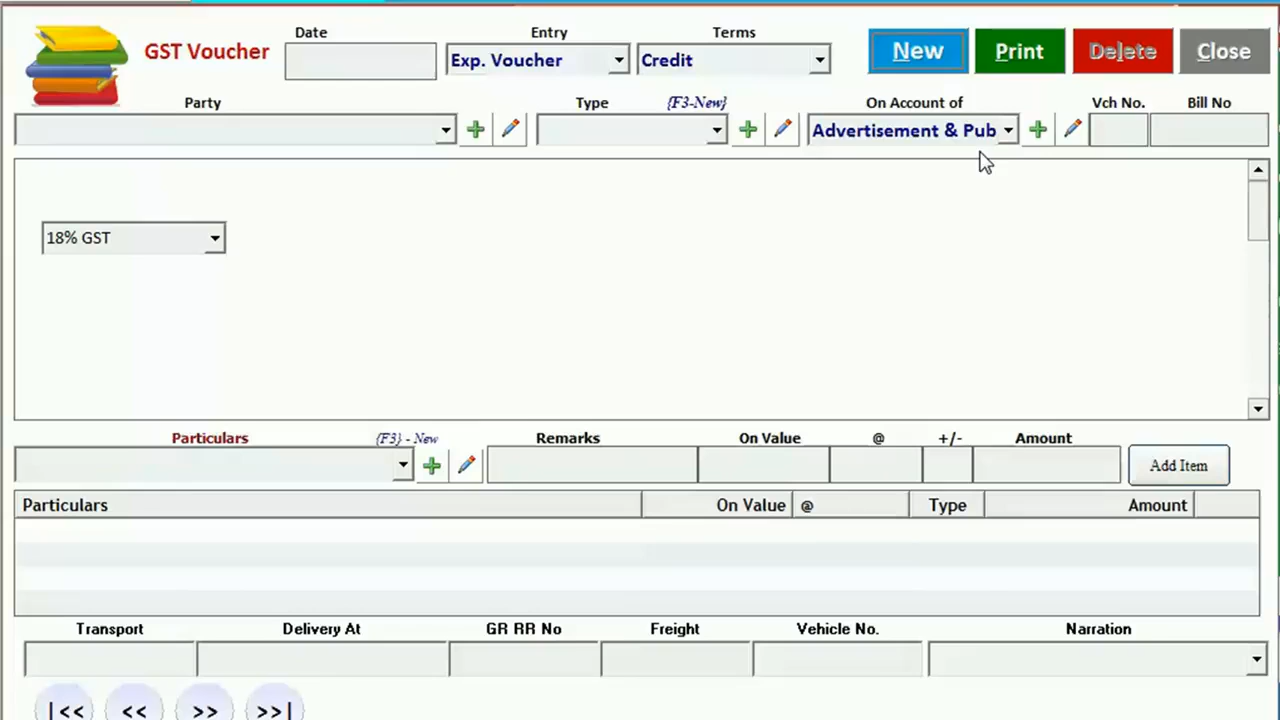 GST Voucher
Date
Entry
Terms
Exp. Voucher
Credit
New
Print
Delete
Close
Party
Type
{F3-New}
On Account of
Vch No.
Bill No
Advertisement & Pub
18% GST
Particulars
{F3} - New
Remarks
On Value
@
+/-
Amount
Add Item
Particulars
On Value
@
Type
Amount
Transport
Delivery At
GR RR No
Freight
Vehicle No.
Narration
|<<
<<
>>
>>|